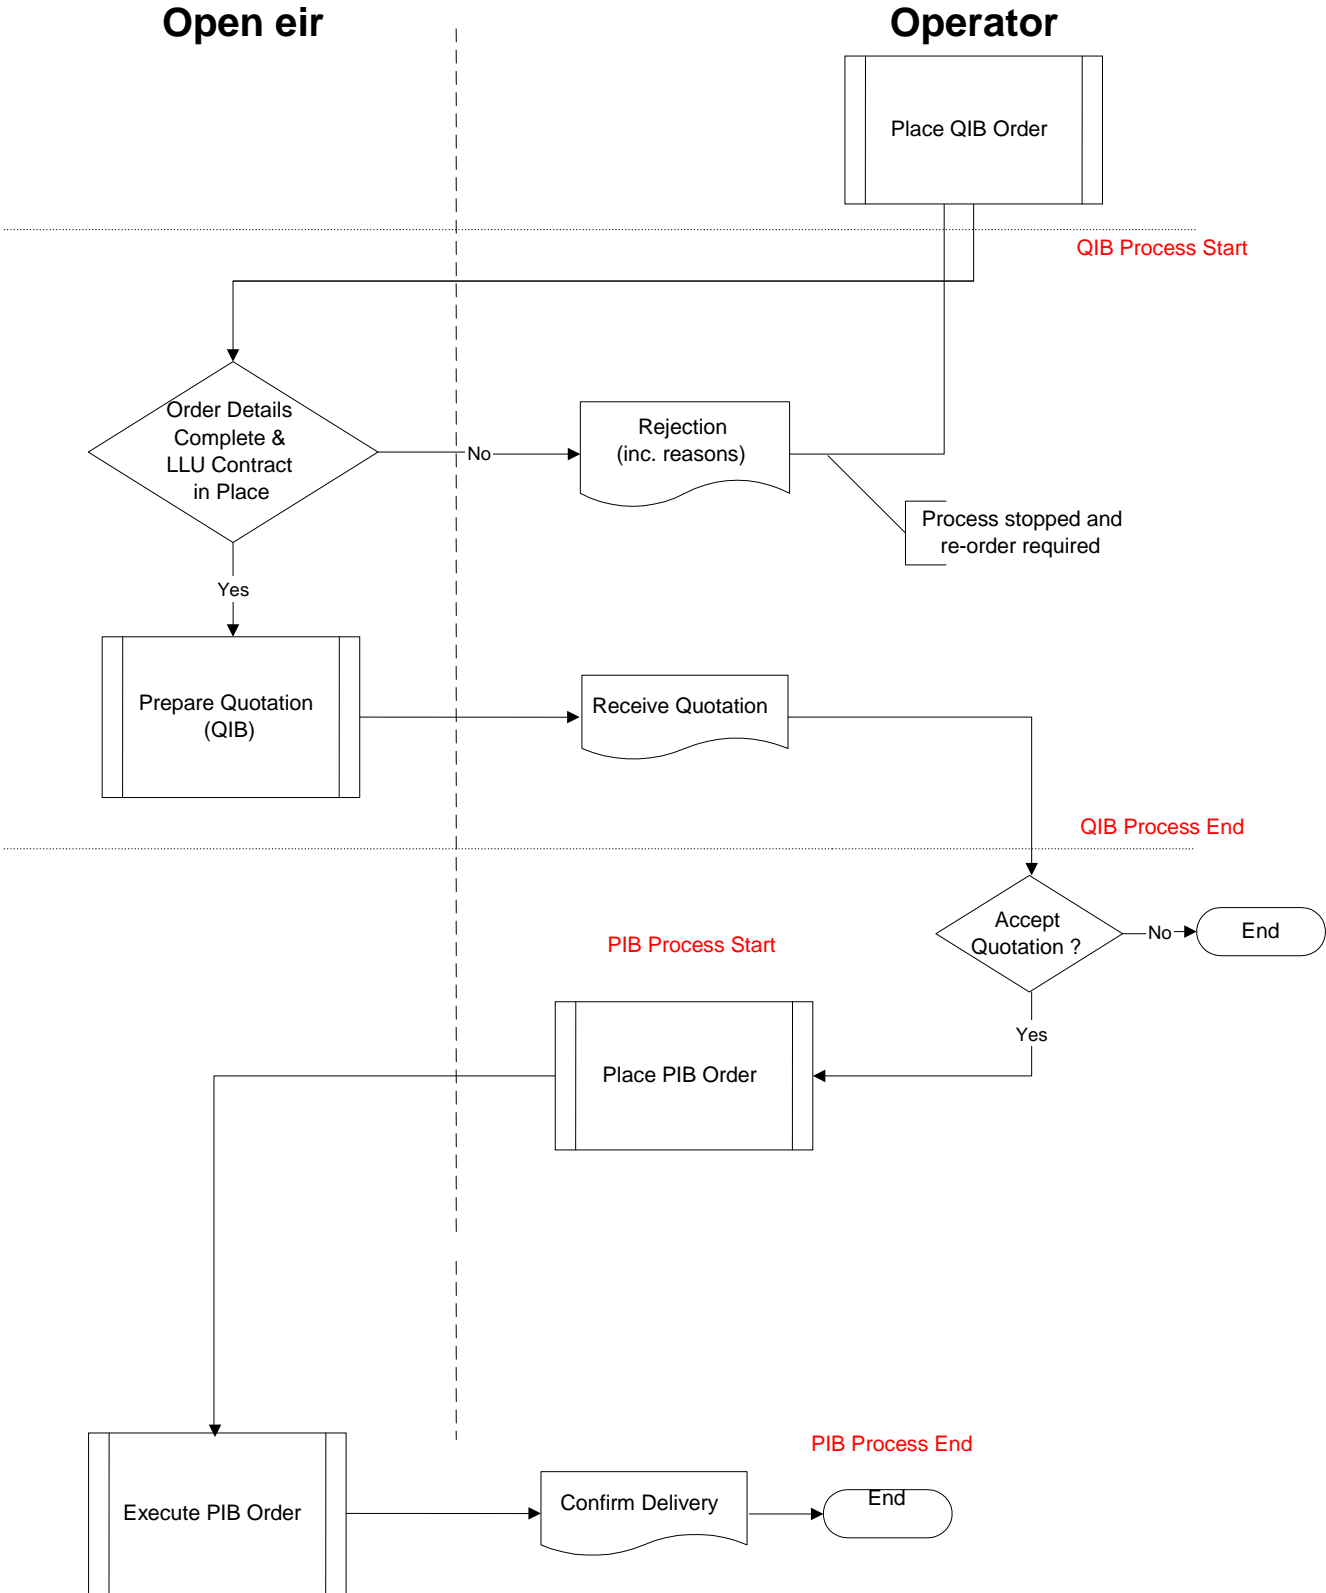 Open eir
Operator
Place QIB Order
QIB Process Start
Order Details
Complete &
LLU Contract
in Place
No
Rejection
(inc. reasons)
Process stopped and
re-order required
Yes
Prepare Quotation
(QIB)
Receive Quotation
QIB Process End
Accept
Quotation ?
No
End
PIB Process Start
Yes
Place PIB Order
PIB Process End
Execute PIB Order
Confirm Delivery
End